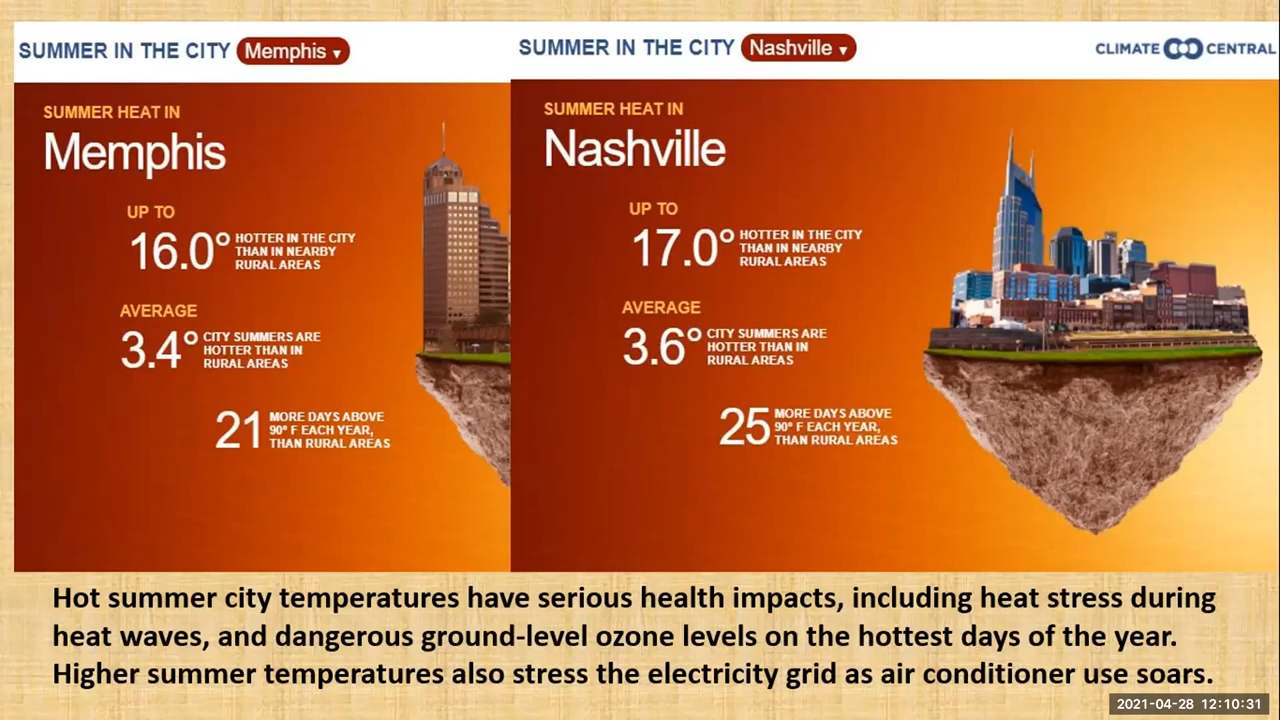 SUMMER IN THE CITY Memphis ▾
SUMMER HEAT IN
Memphis
UP TO
16.0° HOTTER IN THE CITY
THAN IN NEARBY
RURAL AREAS
AVERAGE
3.4° CITY SUMMERS ARE
HOTTER THAN IN
RURAL AREAS
21 MORE DAYS ABOVE
90° F EACH YEAR,
THAN RURAL AREAS
SUMMER IN THE CITY Nashville ▾
CLIMATE CENTRAL
SUMMER HEAT IN
Nashville
UP TO
17.0° HOTTER IN THE CITY
THAN IN NEARBY
RURAL AREAS
AVERAGE
3.6° CITY SUMMERS ARE
HOTTER THAN IN
RURAL AREAS
25 MORE DAYS ABOVE
90° F EACH YEAR,
THAN RURAL AREAS
Hot summer city temperatures have serious health impacts, including heat stress during
heat waves, and dangerous ground-level ozone levels on the hottest days of the year.
Higher summer temperatures also stress the electricity grid as air conditioner use soars.
2021-04-28 12:10:31